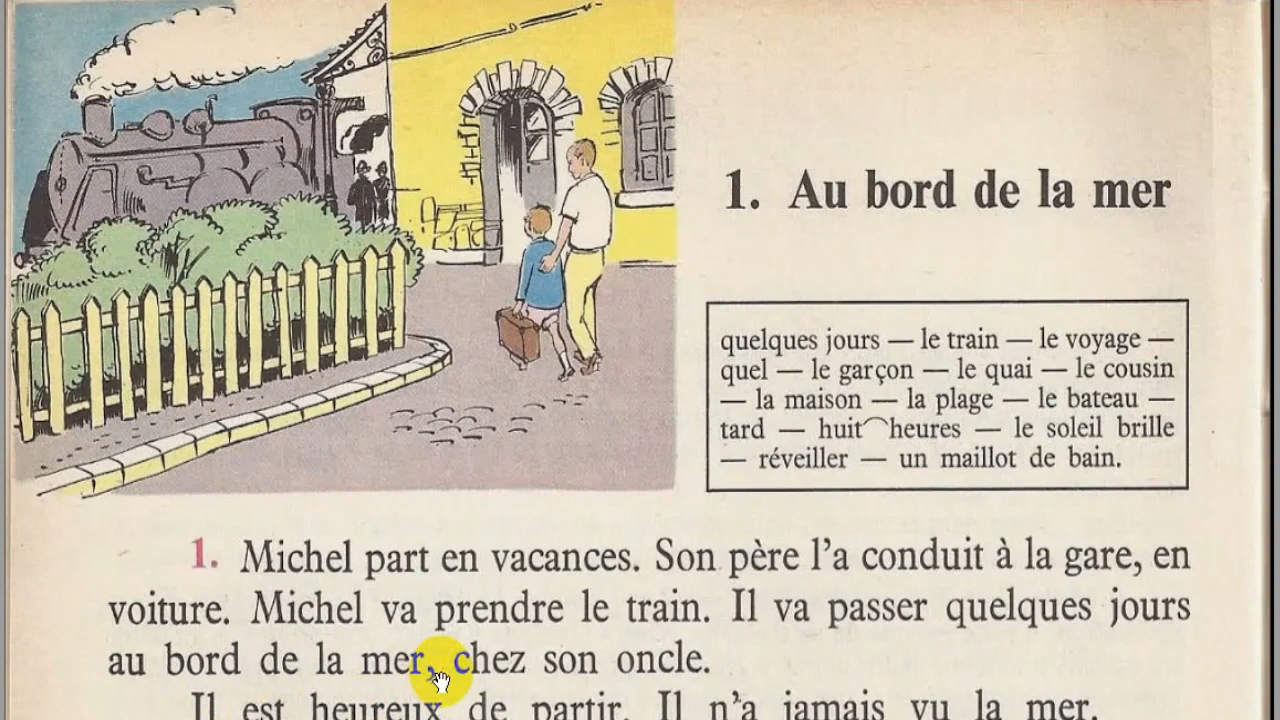 1. Au bord de la mer
quelques jours — le train — le voyage —
quel — le garçon — le quai — le cousin
— la maison — la plage — le bateau —
tard — huit⁀heures — le soleil brille
— réveiller — un maillot de bain.
1. Michel part en vacances. Son père l'a conduit à la gare, en
voiture. Michel va prendre le train. Il va passer quelques jours
au bord de la mer, chez son oncle.
Il est heureux de partir. Il n'a jamais vu la mer.